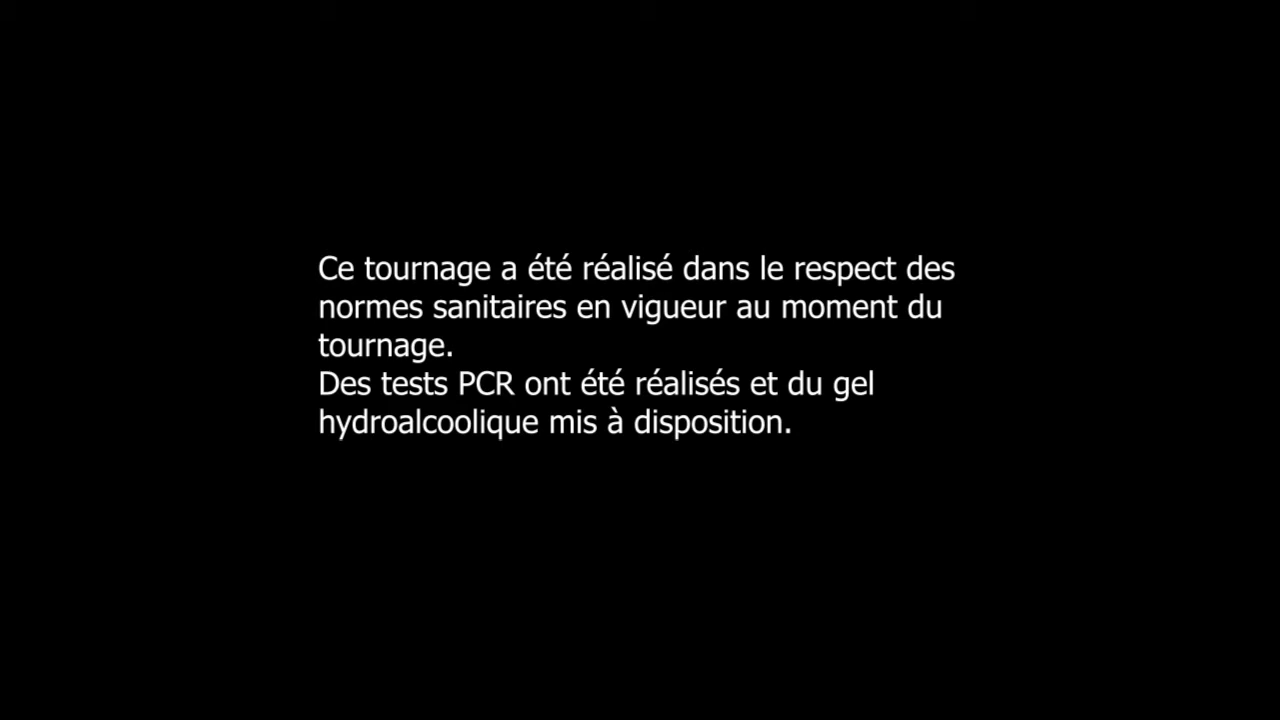 Ce tournage a été réalisé dans le respect des
normes sanitaires en vigueur au moment du
tournage.
Des tests PCR ont été réalisés et du gel
hydroalcoolique mis à disposition.